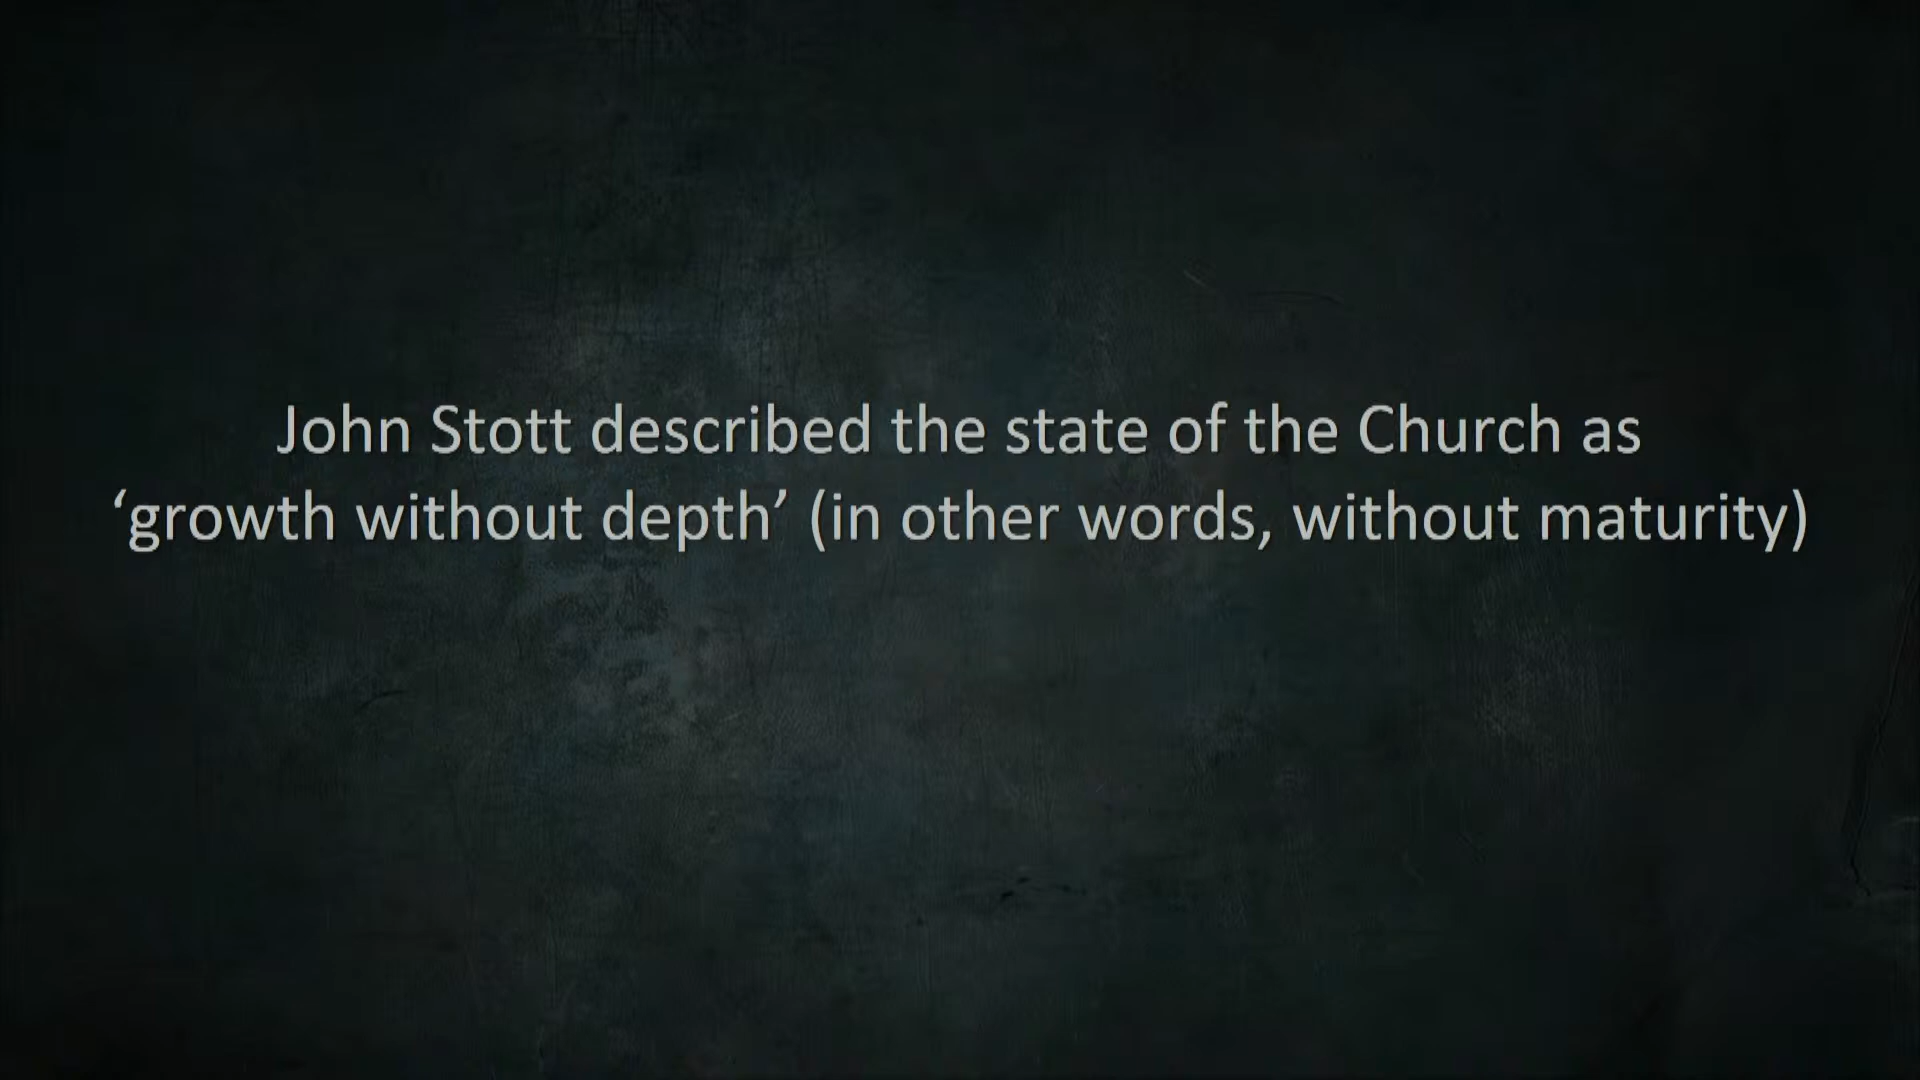 John Stott described the state of the Church as
‘growth without depth’ (in other words, without maturity)